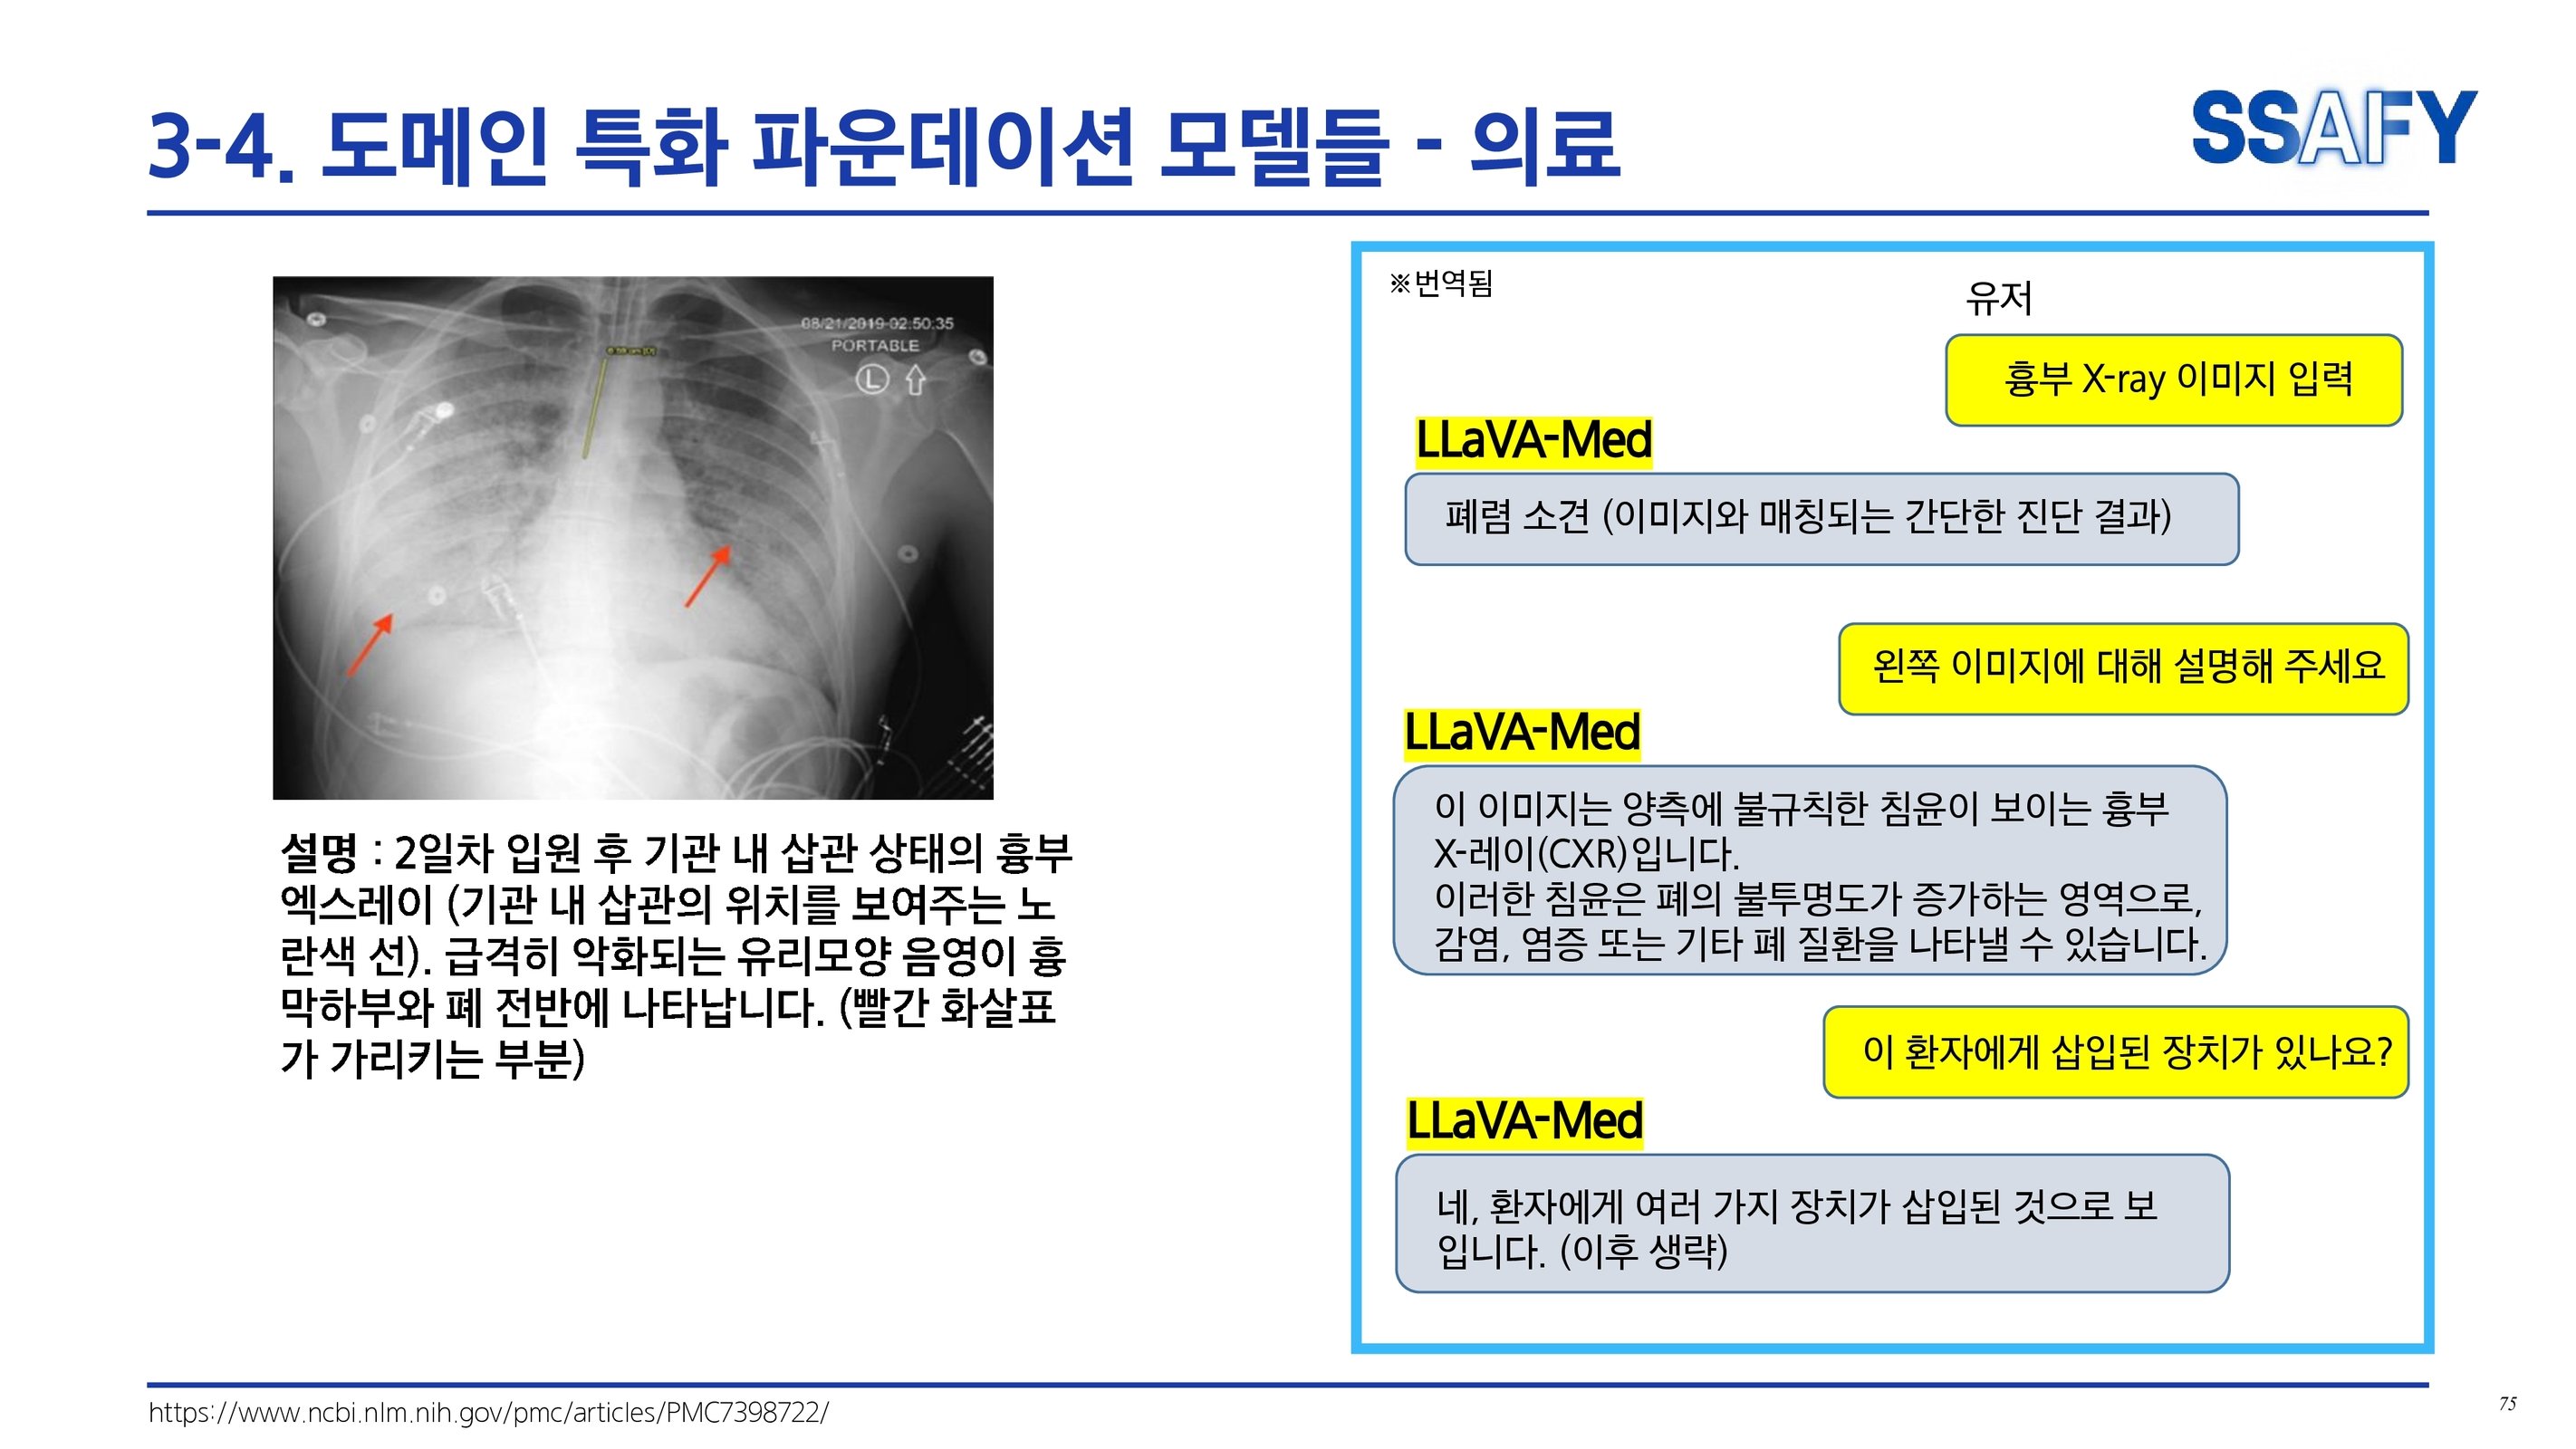 3-4. 도메인 특화 파운데이션 모델들 - 의료
SSAFY
08/21/2019 02:50:35
PORTABLE
L
설명 : 2일차 입원 후 기관 내 삽관 상태의 흉부
엑스레이 (기관 내 삽관의 위치를 보여주는 노
란색 선). 급격히 악화되는 유리모양 음영이 흉
막하부와 폐 전반에 나타납니다. (빨간 화살표
가 가리키는 부분)
※번역됨
유저
흉부 X-ray 이미지 입력
LLaVA-Med
폐렴 소견 (이미지와 매칭되는 간단한 진단 결과)
왼쪽 이미지에 대해 설명해 주세요
LLaVA-Med
이 이미지는 양측에 불규칙한 침윤이 보이는 흉부
X-레이(CXR)입니다.
이러한 침윤은 폐의 불투명도가 증가하는 영역으로,
감염, 염증 또는 기타 폐 질환을 나타낼 수 있습니다.
이 환자에게 삽입된 장치가 있나요?
LLaVA-Med
네, 환자에게 여러 가지 장치가 삽입된 것으로 보
입니다. (이후 생략)
https://www.ncbi.nlm.nih.gov/pmc/articles/PMC7398722/
75